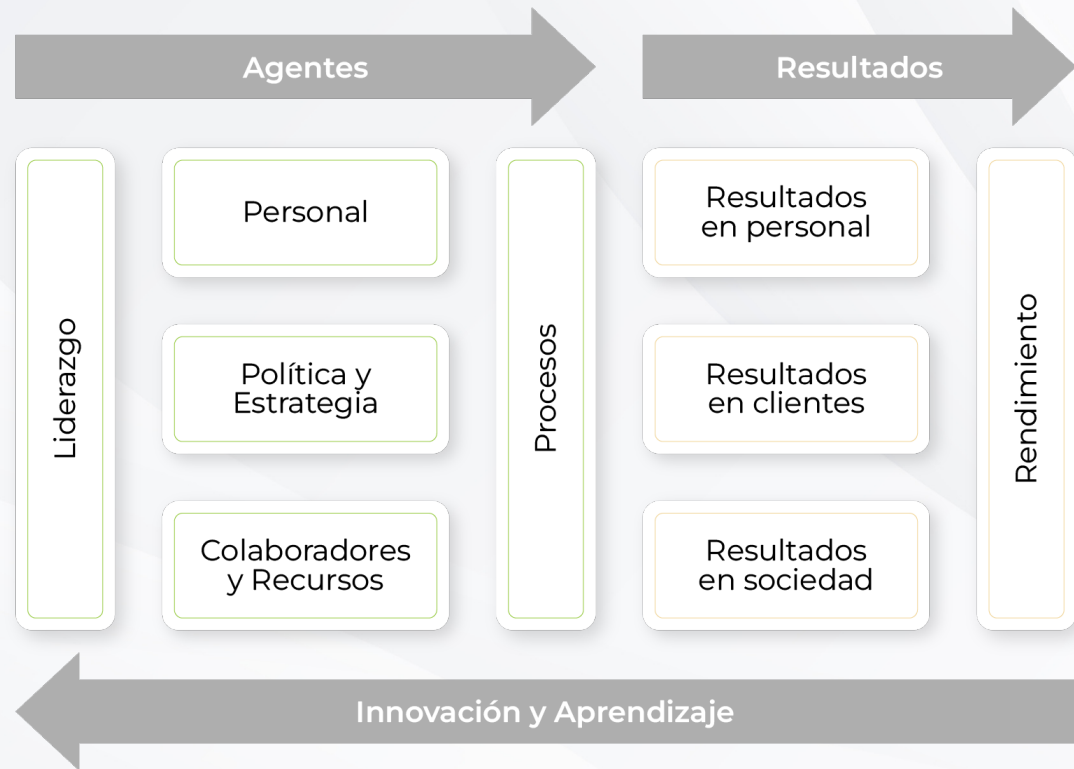 Agentes
Resultados
Liderazgo
Personal
Política y
Estrategia
Colaboradores
y Recursos
Procesos
Resultados
en personal
Resultados
en clientes
Resultados
en sociedad
Rendimiento
Innovación y Aprendizaje